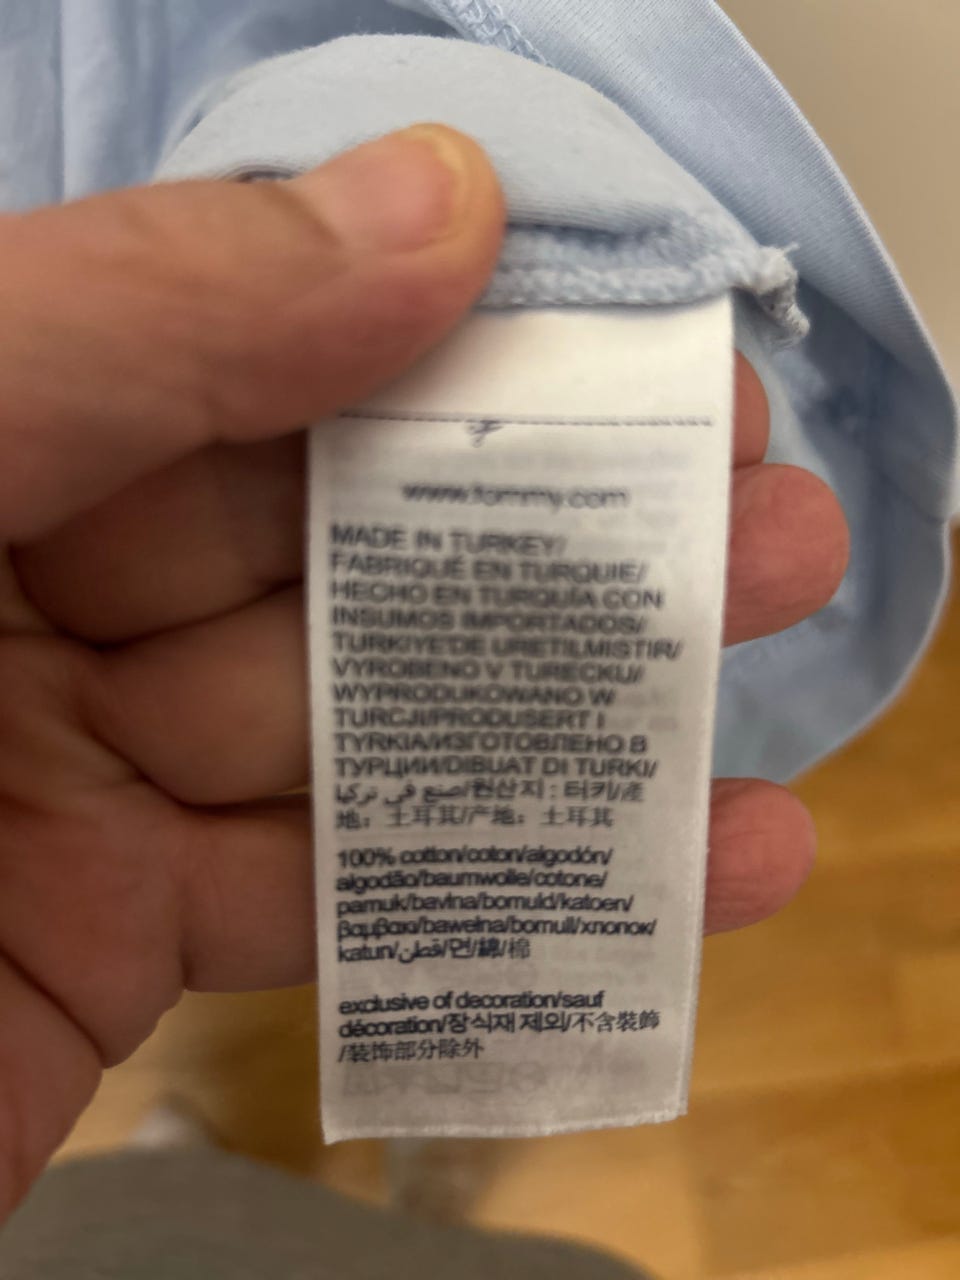 www.tommy.com
MADE IN TURKEY/
FABRIQUÉ EN TURQUIE/
HECHO EN TURQUÍA CON
INSUMOS IMPORTADOS/
TURKIYE'DE URETILMISTIR/
VYROBENO V TURECKU/
WYPRODUKOWANO W
TURCJI/PRODUSERT I
TYRKIA/ИЗГОТОВЛЕНО В
ТУРЦИИ/DIBUAT DI TURKI/
صنع في تركيا/원산지 : 터키/產
地：土耳其/产地：土耳其
100% cotton/coton/algodón/
algodão/baumwolle/cotone/
pamuk/bavlna/bomuld/katoen/
βαμβακι/bawełna/bomull/хлопок/
katun/قطن/면/綿/棉
exclusive of decoration/sauf
décoration/장식재 제외/不含裝飾
/装饰部分除外